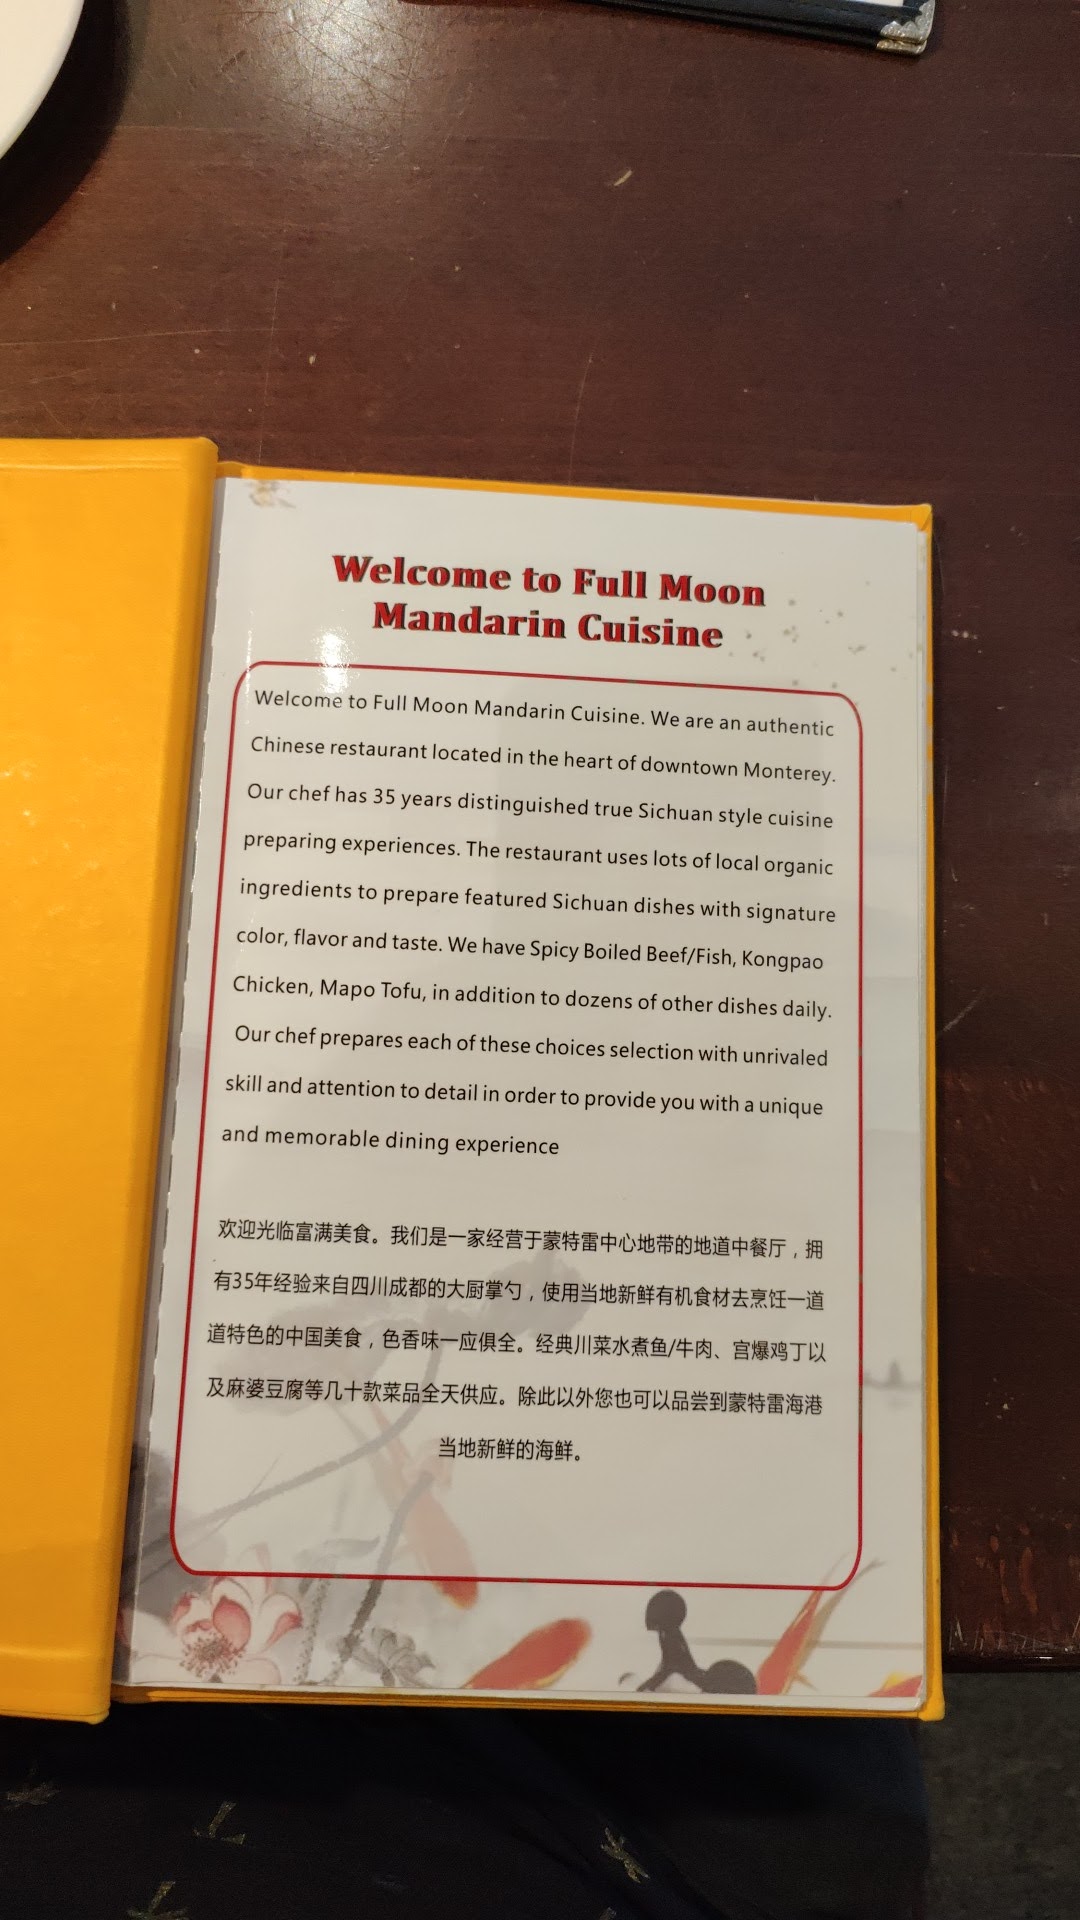 Welcome to Full Moon
Mandarin Cuisine
Welcome to Full Moon Mandarin Cuisine. We are an authentic
Chinese restaurant located in the heart of downtown Monterey.
Our chef has 35 years distinguished true Sichuan style cuisine
preparing experiences. The restaurant uses lots of local organic
ingredients to prepare featured Sichuan dishes with signature
color, flavor and taste. We have Spicy Boiled Beef/Fish, Kongpao
Chicken, Mapo Tofu, in addition to dozens of other dishes daily.
Our chef prepares each of these choices selection with unrivaled
skill and attention to detail in order to provide you with a unique
and memorable dining experience
欢迎光临富满美食。我们是一家经营于蒙特雷中心地带的地道中餐厅，拥
有35年经验来自四川成都的大厨掌勺，使用当地新鲜有机食材去烹饪一道
道特色的中国美食，色香味一应俱全。经典川菜水煮鱼/牛肉、宫爆鸡丁以
及麻婆豆腐等几十款菜品全天供应。除此以外您也可以品尝到蒙特雷海港
当地新鲜的海鲜。